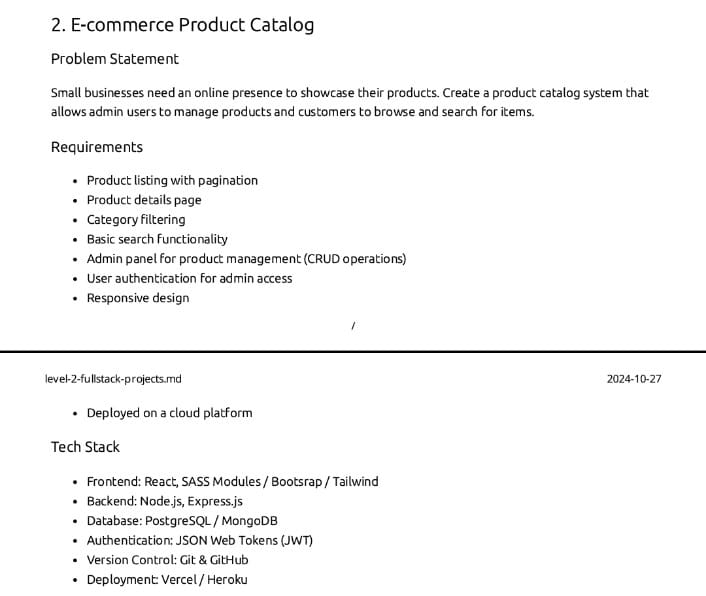 2. E-commerce Product Catalog
Problem Statement
Small businesses need an online presence to showcase their products. Create a product catalog system that
allows admin users to manage products and customers to browse and search for items.
Requirements
• Product listing with pagination
• Product details page
• Category filtering
• Basic search functionality
• Admin panel for product management (CRUD operations)
• User authentication for admin access
• Responsive design
/
level-2-fullstack-projects.md 2024-10-27
• Deployed on a cloud platform
Tech Stack
• Frontend: React, SASS Modules / Bootsrap / Tailwind
• Backend: Node.js, Express.js
• Database: PostgreSQL / MongoDB
• Authentication: JSON Web Tokens (JWT)
• Version Control: Git & GitHub
• Deployment: Vercel / Heroku